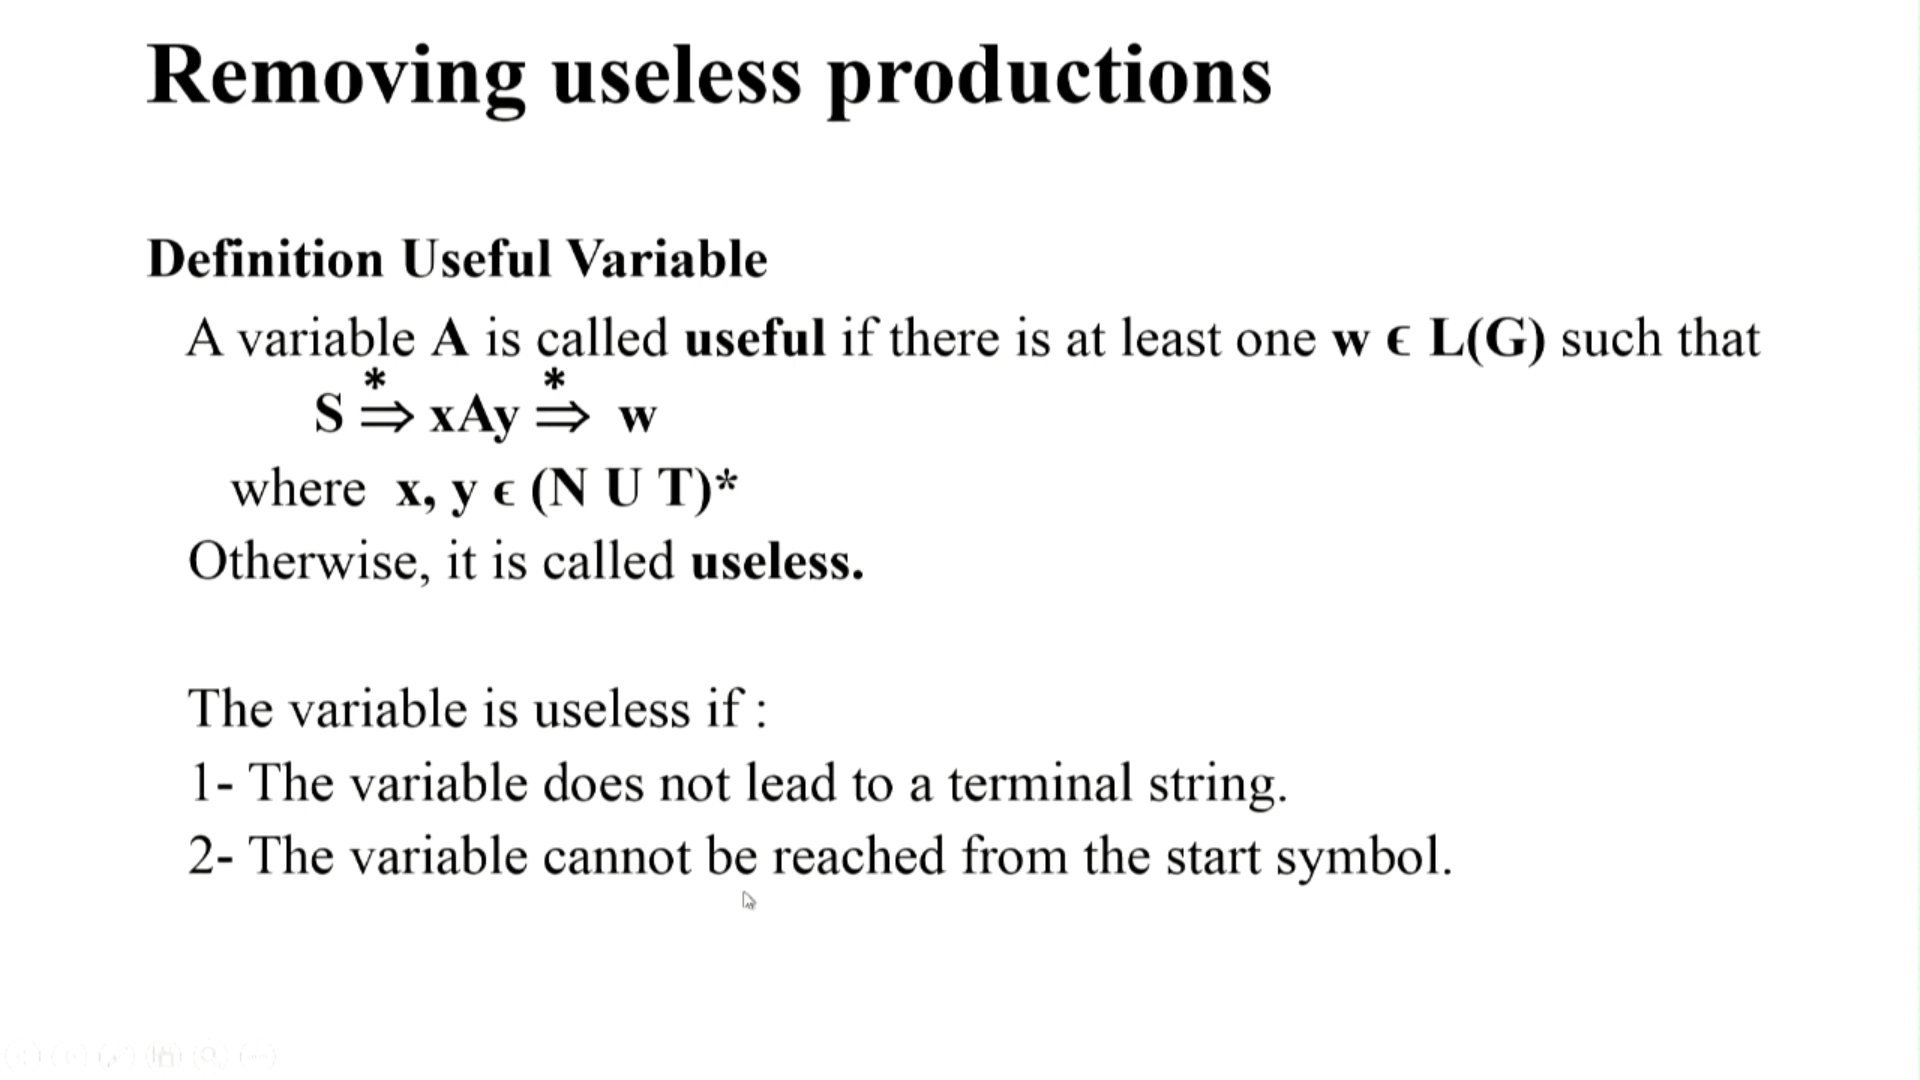 Removing useless productions
Definition Useful Variable
A variable A is called useful if there is at least one w ϵ L(G) such that
S ⇒* xAy ⇒* w
where x, y ϵ (N U T)*
Otherwise, it is called useless.
The variable is useless if :
1- The variable does not lead to a terminal string.
2- The variable cannot be reached from the start symbol.